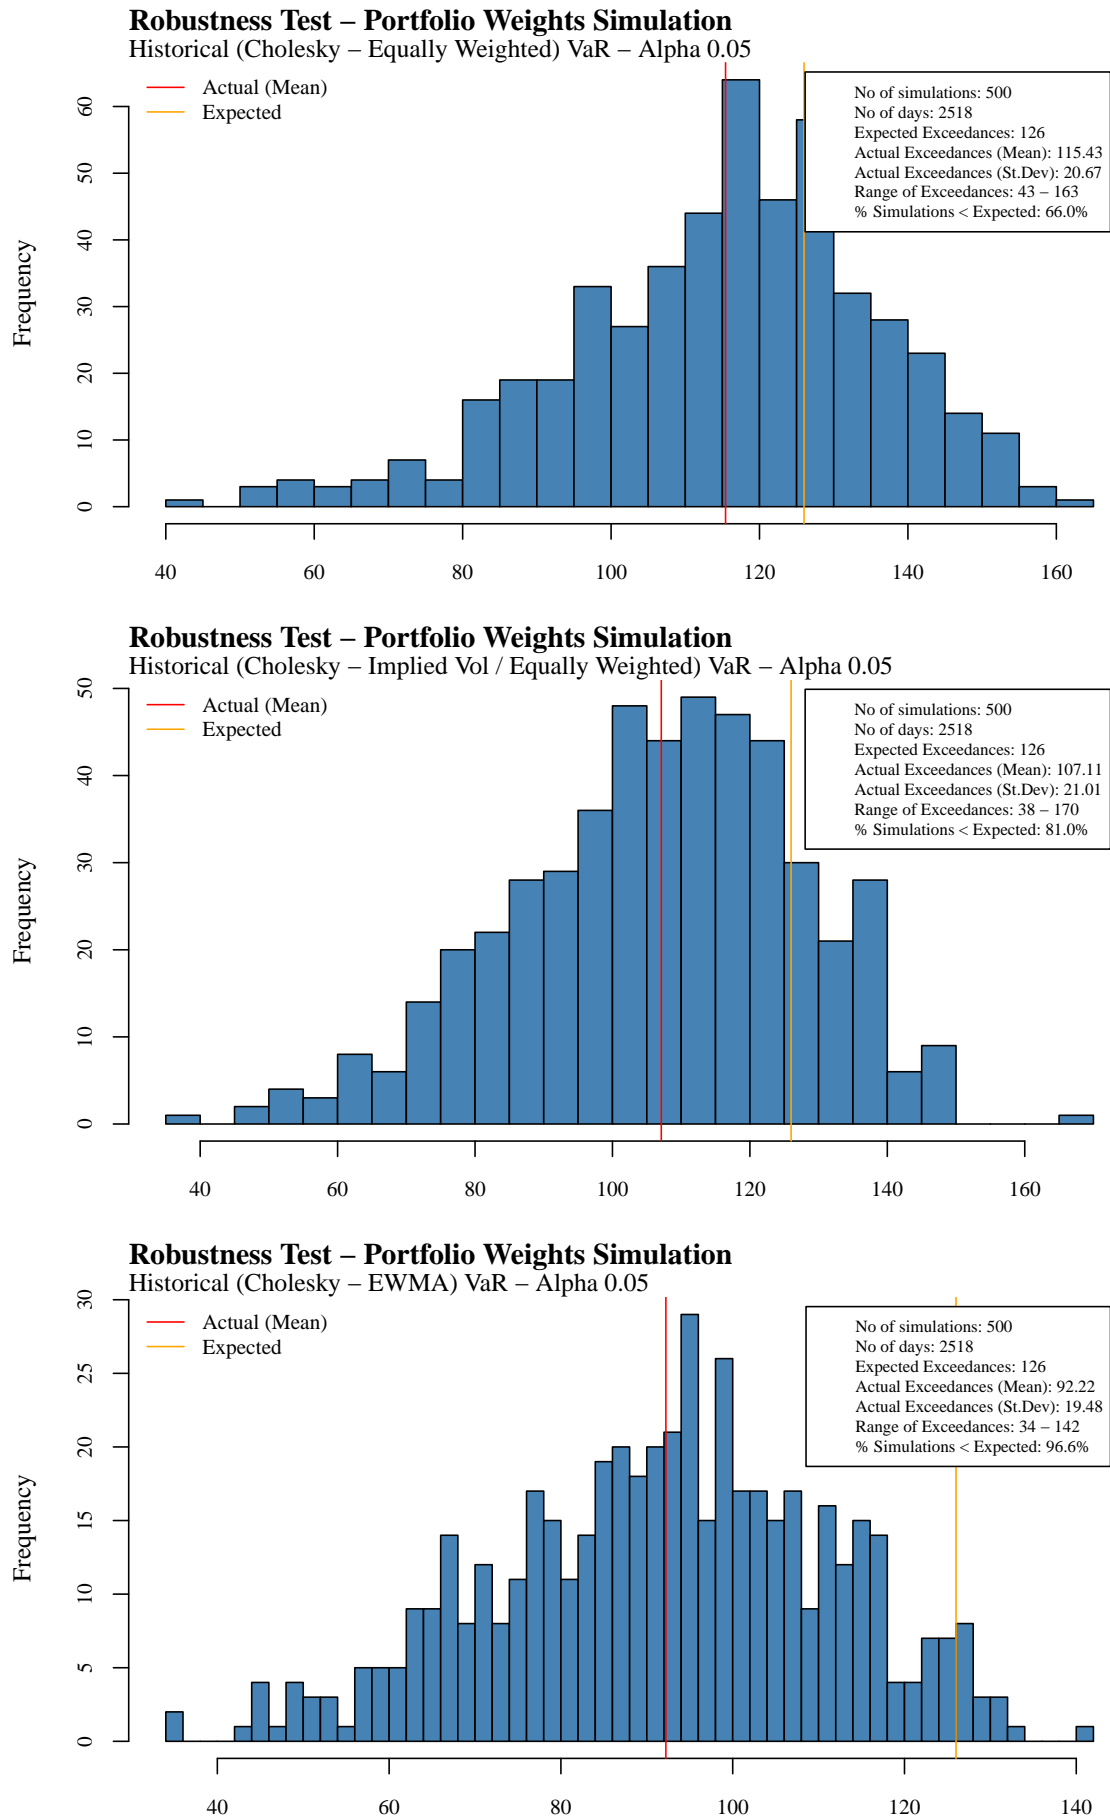 Robustness Test – Portfolio Weights Simulation
Historical (Cholesky – Equally Weighted) VaR – Alpha 0.05
Actual (Mean)
Expected
No of simulations: 500
No of days: 2518
Expected Exceedances: 126
Actual Exceedances (Mean): 115.43
Actual Exceedances (St.Dev): 20.67
Range of Exceedances: 43 – 163
% Simulations < Expected: 66.0%
Frequency
60
50
40
30
20
10
0
40 60 80 100 120 140 160
Robustness Test – Portfolio Weights Simulation
Historical (Cholesky – Implied Vol / Equally Weighted) VaR – Alpha 0.05
Actual (Mean)
Expected
No of simulations: 500
No of days: 2518
Expected Exceedances: 126
Actual Exceedances (Mean): 107.11
Actual Exceedances (St.Dev): 21.01
Range of Exceedances: 38 – 170
% Simulations < Expected: 81.0%
Frequency
50
40
30
20
10
0
40 60 80 100 120 140 160
Robustness Test – Portfolio Weights Simulation
Historical (Cholesky – EWMA) VaR – Alpha 0.05
Actual (Mean)
Expected
No of simulations: 500
No of days: 2518
Expected Exceedances: 126
Actual Exceedances (Mean): 92.22
Actual Exceedances (St.Dev): 19.48
Range of Exceedances: 34 – 142
% Simulations < Expected: 96.6%
Frequency
30
25
20
15
10
5
0
40 60 80 100 120 140